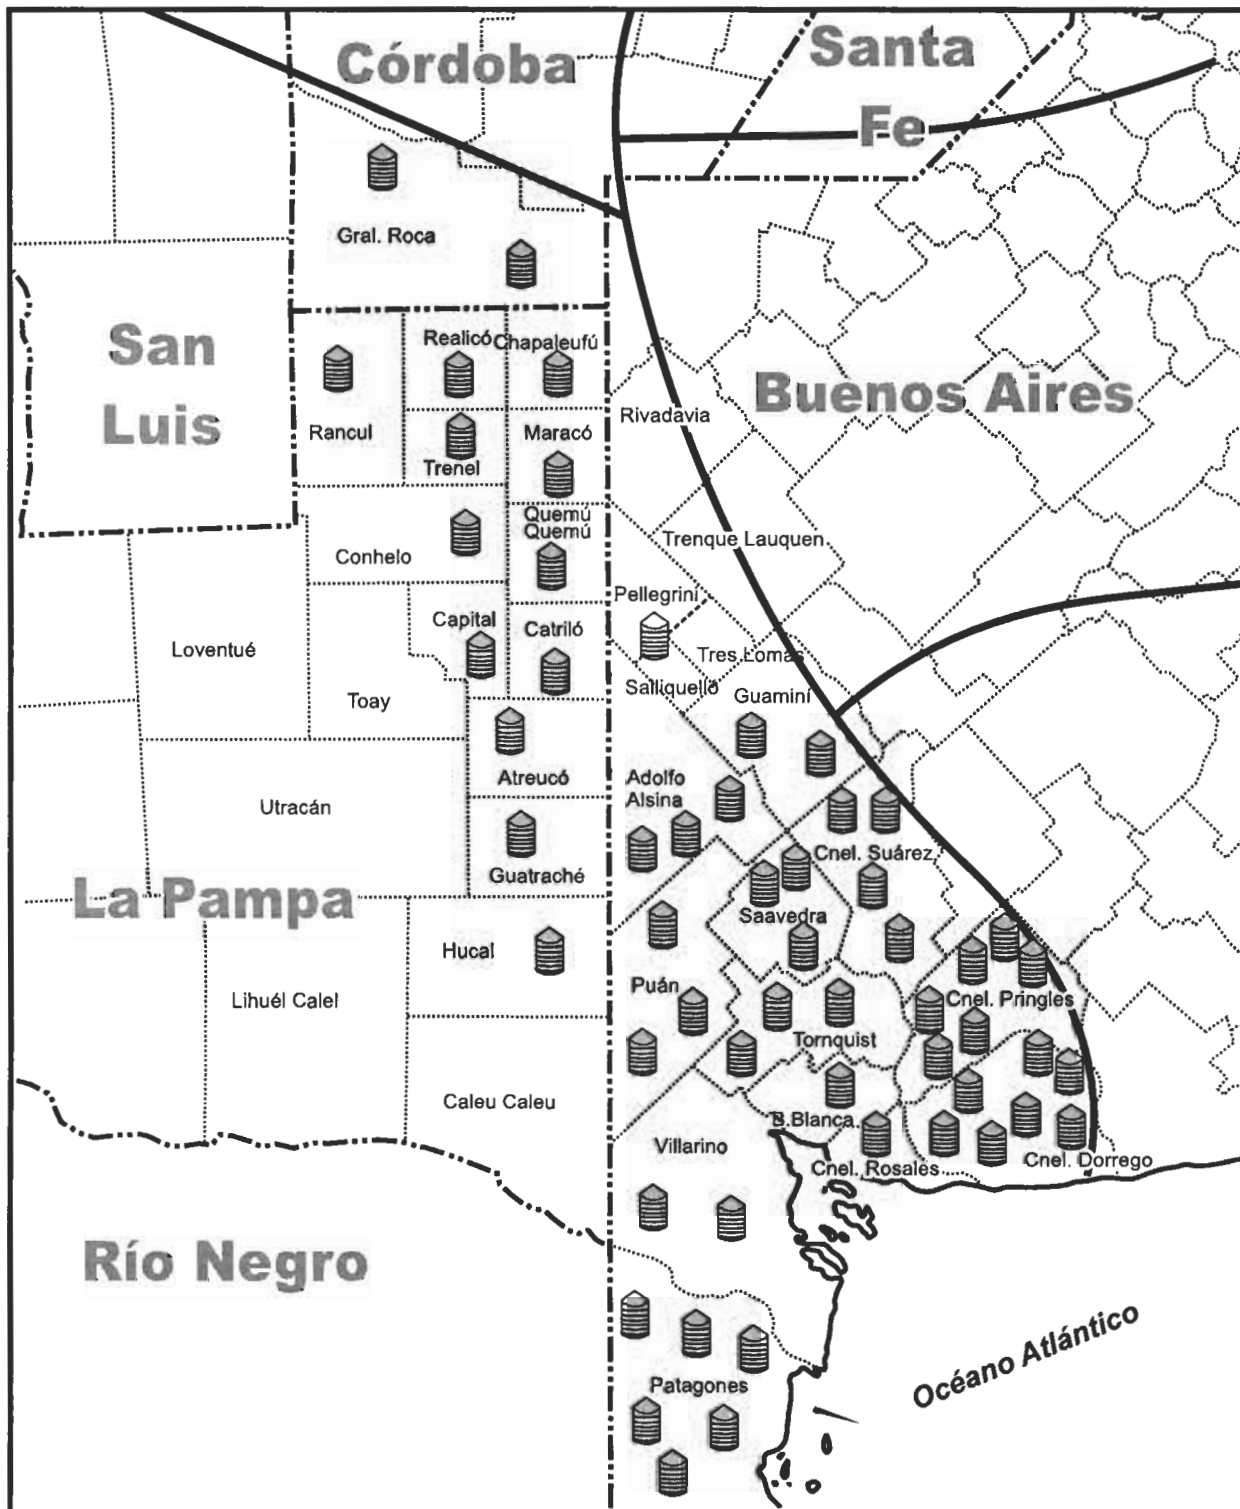 Córdoba
Santa
Fe
Gral. Roca
San
Luis
Realicó
Chapaleufú
Buenos Aires
Rancul
Trenel
Maracó
Rivadavia
Quemú
Quemú
Conhelo
Trenque Lauquen
Pellegrini
Capital
Catriló
Loventué
Tres Lomas
Salliquelló
Guaminí
Toay
Atreucó
Adolfo
Alsina
Utracán
Cnel. Suárez
Guatraché
La Pampa
Saavedra
Hucal
Puán
Lihuél Calel
Cnel. Pringles
Tornquist
Caleu Caleu
B.Blanca.
Villarino
Cnel. Rosales
Cnel. Dorrego
Río Negro
Océano Atlántico
Patagones